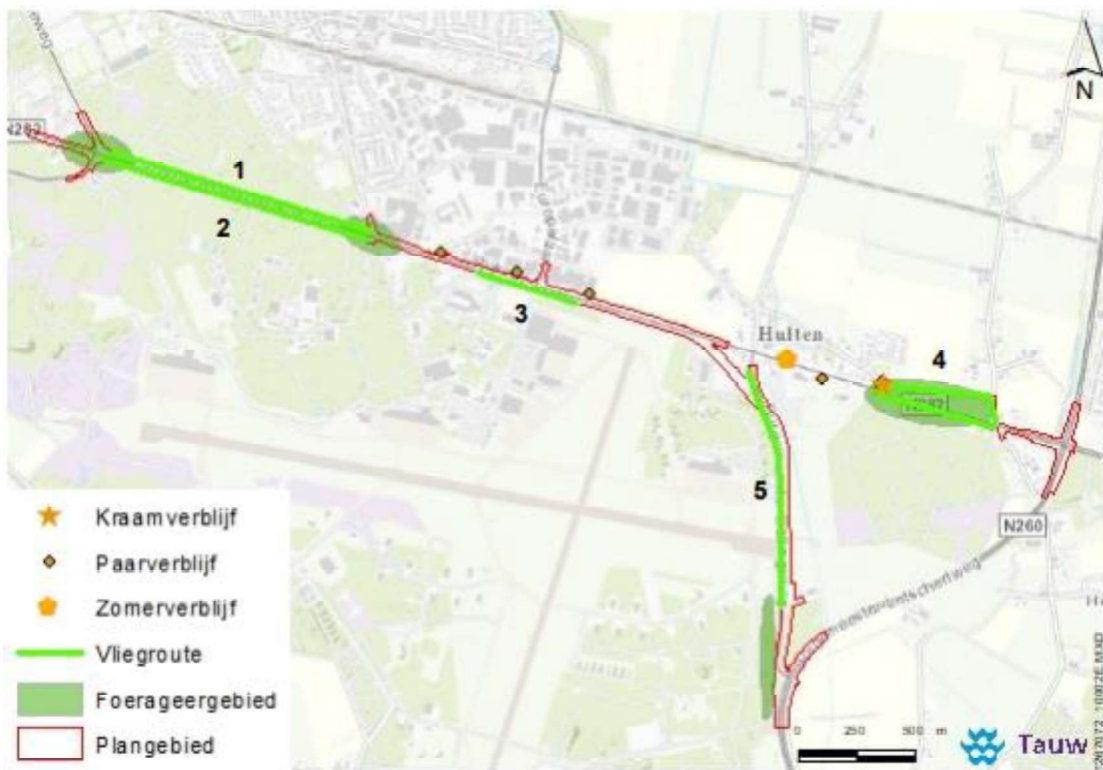 N282
1
2
3
Hulten
4
5
N260
N
Kraamverblijf
Paarverblijf
Zomerverblijf
Vliegroute
Foerageergebied
Plangebied
0 250 500 m
Tauw